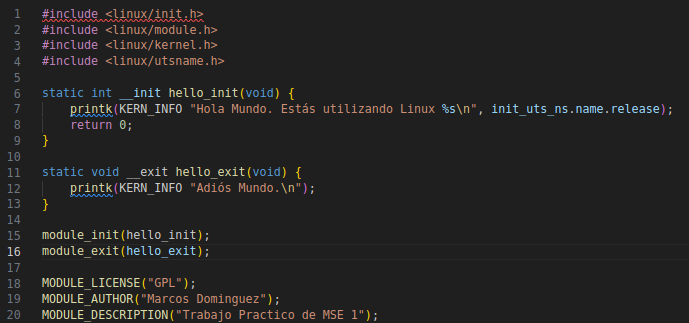 1 #include <linux/init.h>
2 #include <linux/module.h>
3 #include <linux/kernel.h>
4 #include <linux/utsname.h>
5
6 static int __init hello_init(void) {
7     printk(KERN_INFO "Hola Mundo. Estás utilizando Linux %s\n", init_uts_ns.name.release);
8     return 0;
9 }
10
11 static void __exit hello_exit(void) {
12     printk(KERN_INFO "Adiós Mundo.\n");
13 }
14
15 module_init(hello_init);
16 module_exit(hello_exit);
17
18 MODULE_LICENSE("GPL");
19 MODULE_AUTHOR("Marcos Dominguez");
20 MODULE_DESCRIPTION("Trabajo Practico de MSE 1");